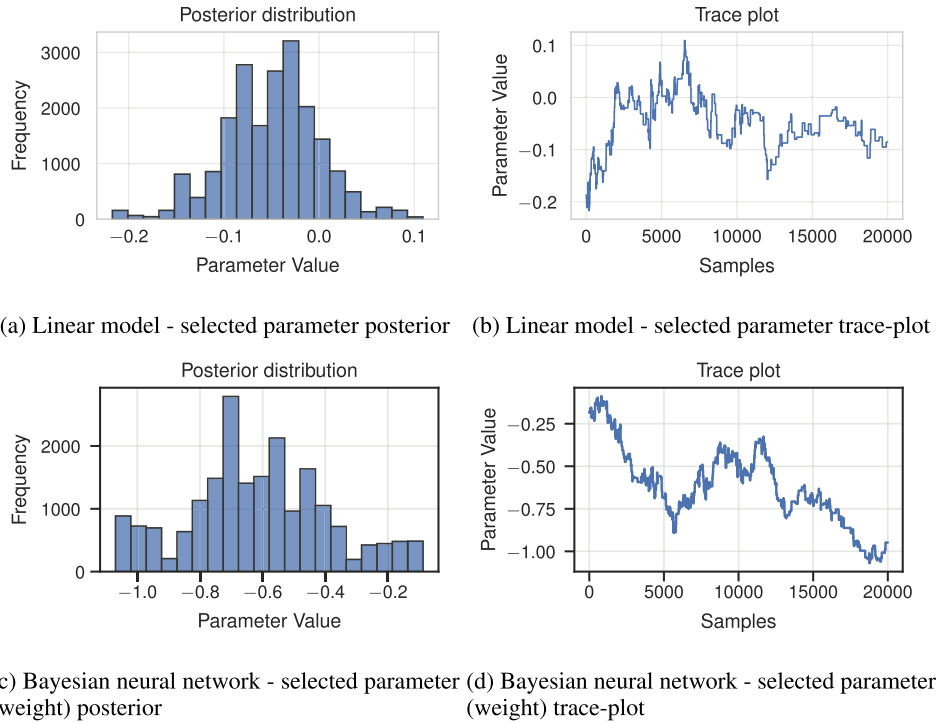 Posterior distribution
Frequency
3000
2000
1000
0
−0.2 −0.1 0.0 0.1
Parameter Value
Trace plot
Parameter Value
0.1
0.0
−0.1
−0.2
0 5000 10000 15000 20000
Samples
(a) Linear model - selected parameter posterior
(b) Linear model - selected parameter trace-plot
Posterior distribution
Frequency
2000
1000
0
−1.0 −0.8 −0.6 −0.4 −0.2
Parameter Value
Trace plot
Parameter Value
−0.25
−0.50
−0.75
−1.00
0 5000 10000 15000 20000
Samples
c) Bayesian neural network - selected parameter
weight) posterior
(d) Bayesian neural network - selected parameter
(weight) trace-plot